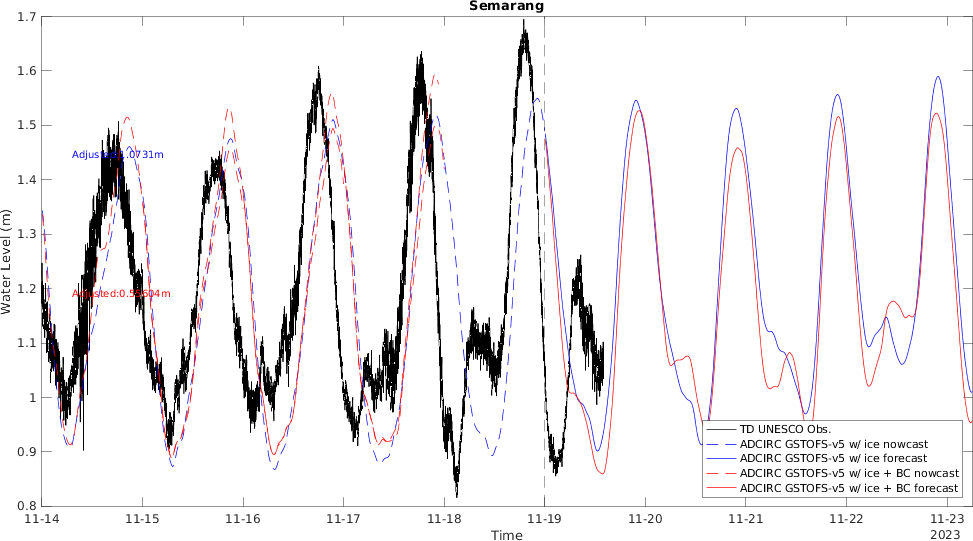 Semarang
1.7
1.6
1.5
1.4
1.3
1.2
1.1
1
0.9
0.8
Water Level (m)
11-14
11-15
11-16
11-17
11-18
11-19
11-20
11-21
11-22
11-23
2023
Time
TD UNESCO Obs.
ADCIRC GSTOFS-v5 w/ ice nowcast
ADCIRC GSTOFS-v5 w/ ice forecast
ADCIRC GSTOFS-v5 w/ ice + BC nowcast
ADCIRC GSTOFS-v5 w/ ice + BC forecast